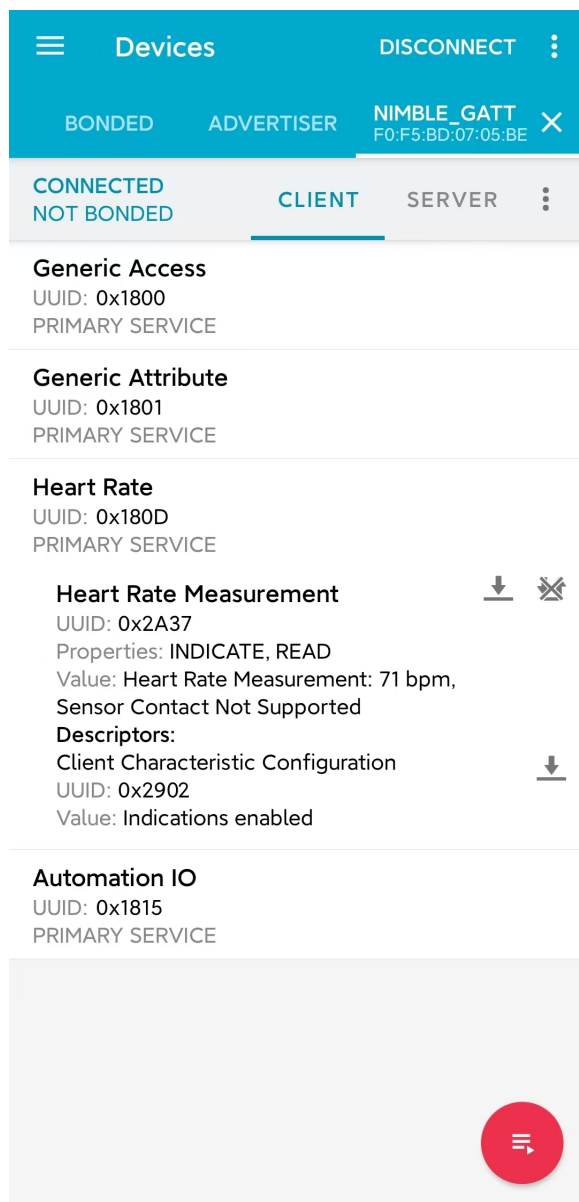 Devices
DISCONNECT
BONDED
ADVERTISER
NIMBLE_GATT
F0:F5:BD:07:05:BE
CONNECTED
NOT BONDED
CLIENT
SERVER
Generic Access
UUID: 0x1800
PRIMARY SERVICE
Generic Attribute
UUID: 0x1801
PRIMARY SERVICE
Heart Rate
UUID: 0x180D
PRIMARY SERVICE
Heart Rate Measurement
UUID: 0x2A37
Properties: INDICATE, READ
Value: Heart Rate Measurement: 71 bpm,
Sensor Contact Not Supported
Descriptors:
Client Characteristic Configuration
UUID: 0x2902
Value: Indications enabled
Automation IO
UUID: 0x1815
PRIMARY SERVICE